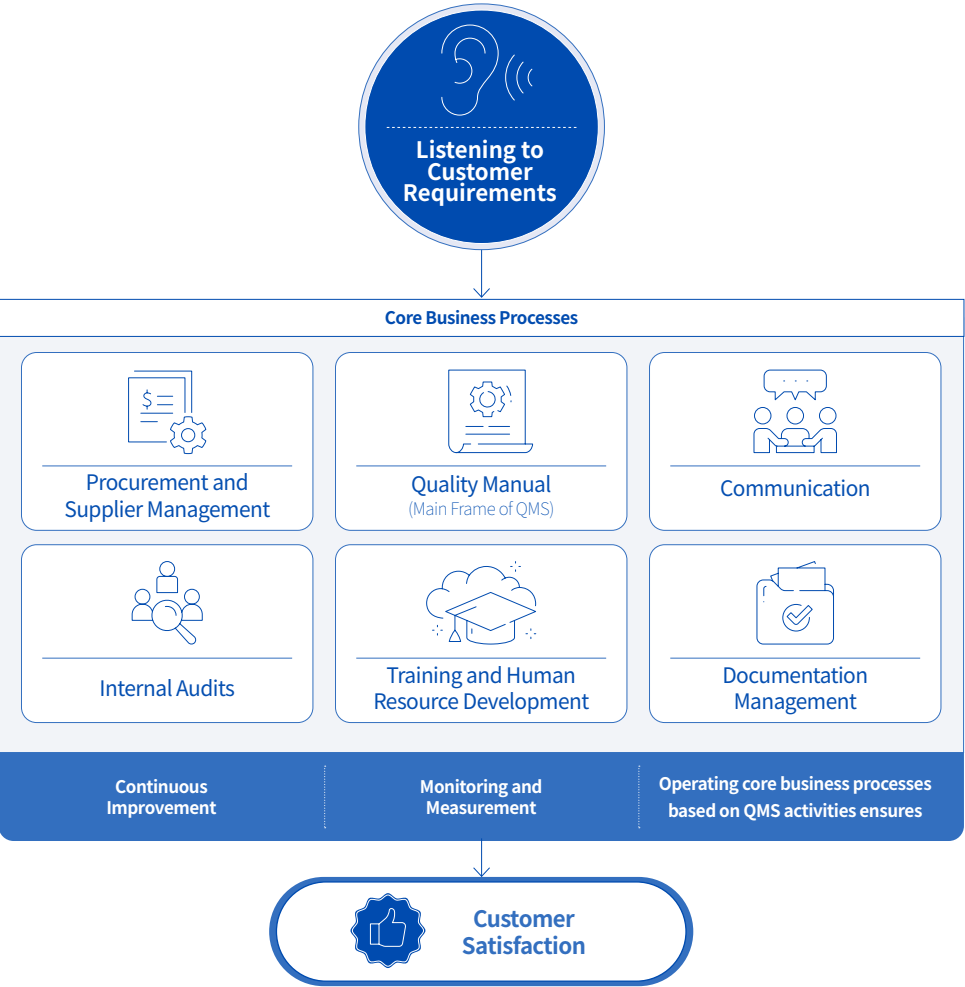 Listening to
Customer
Requirements
Core Business Processes
Procurement and
Supplier Management
Quality Manual
(Main Frame of QMS)
Communication
Internal Audits
Training and Human
Resource Development
Documentation
Management
Continuous
Improvement
Monitoring and
Measurement
Operating core business processes
based on QMS activities ensures
Customer
Satisfaction